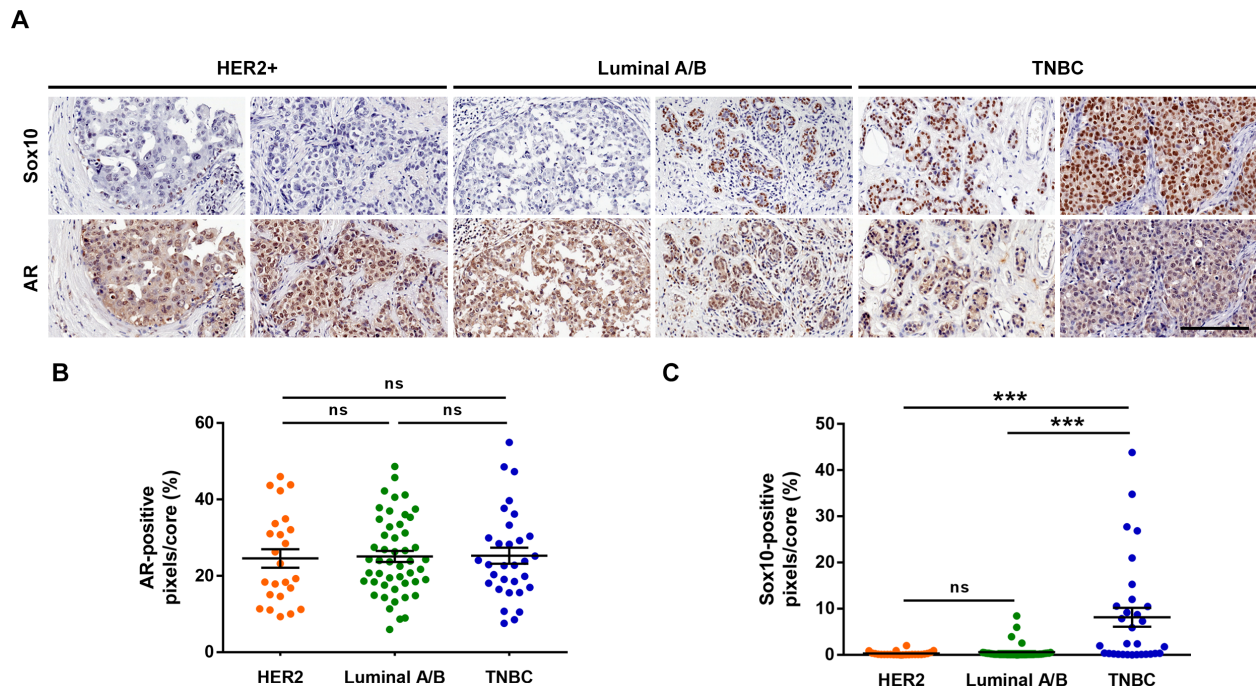 A
HER2+
Luminal A/B
TNBC
Sox10
AR
B
ns
ns
ns
AR-positive
pixels/core (%)
60
40
20
0
HER2
Luminal A/B
TNBC
C
***
***
ns
Sox10-positive
pixels/core (%)
50
40
30
20
10
0
HER2
Luminal A/B
TNBC